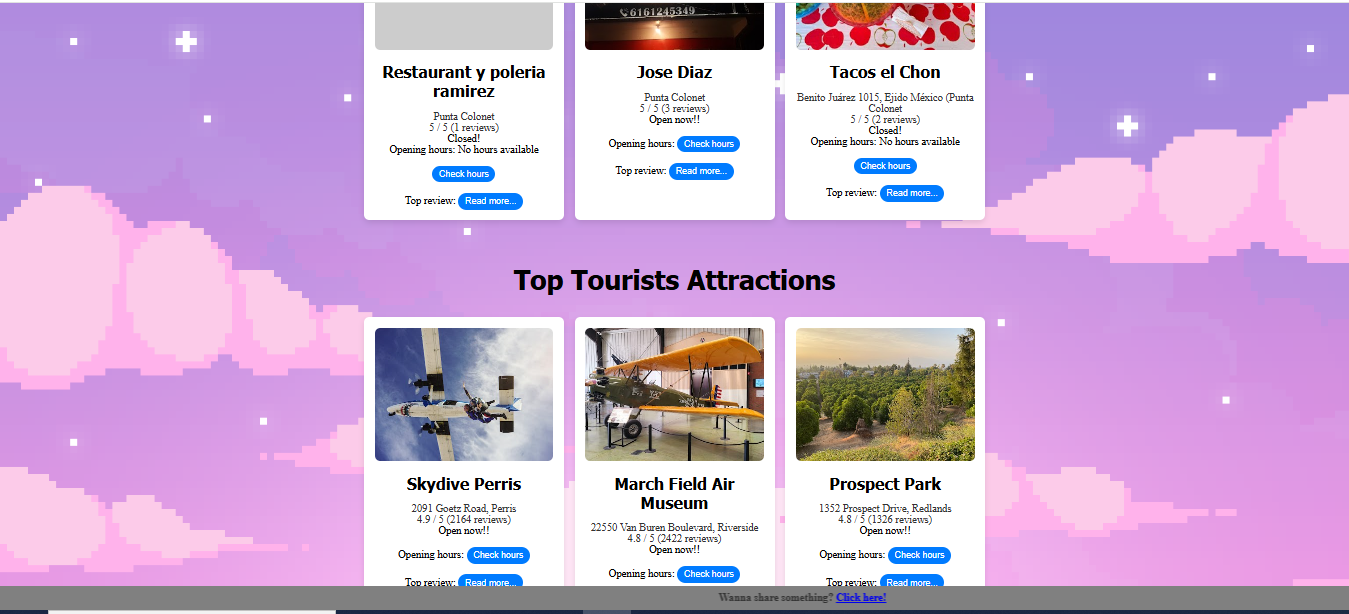 6161245349
Restaurant y poleria
ramirez
Punta Colonet
5 / 5 (1 reviews)
Closed!
Opening hours: No hours available
Check hours
Top review: Read more...
Jose Diaz
Punta Colonet
5 / 5 (3 reviews)
Open now!!
Opening hours: Check hours
Top review: Read more...
Tacos el Chon
Benito Juárez 1015, Ejido México (Punta
Colonet
5 / 5 (2 reviews)
Closed!
Opening hours: No hours available
Check hours
Top review: Read more...
Top Tourists Attractions
Skydive Perris
2091 Goetz Road, Perris
4.9 / 5 (2164 reviews)
Open now!!
Opening hours: Check hours
Top review: Read more...
March Field Air
Museum
22550 Van Buren Boulevard, Riverside
4.8 / 5 (2422 reviews)
Open now!!
Opening hours: Check hours
Prospect Park
1352 Prospect Drive, Redlands
4.8 / 5 (1326 reviews)
Open now!!
Opening hours: Check hours
Top review: Read more...
Wanna share something? Click here!